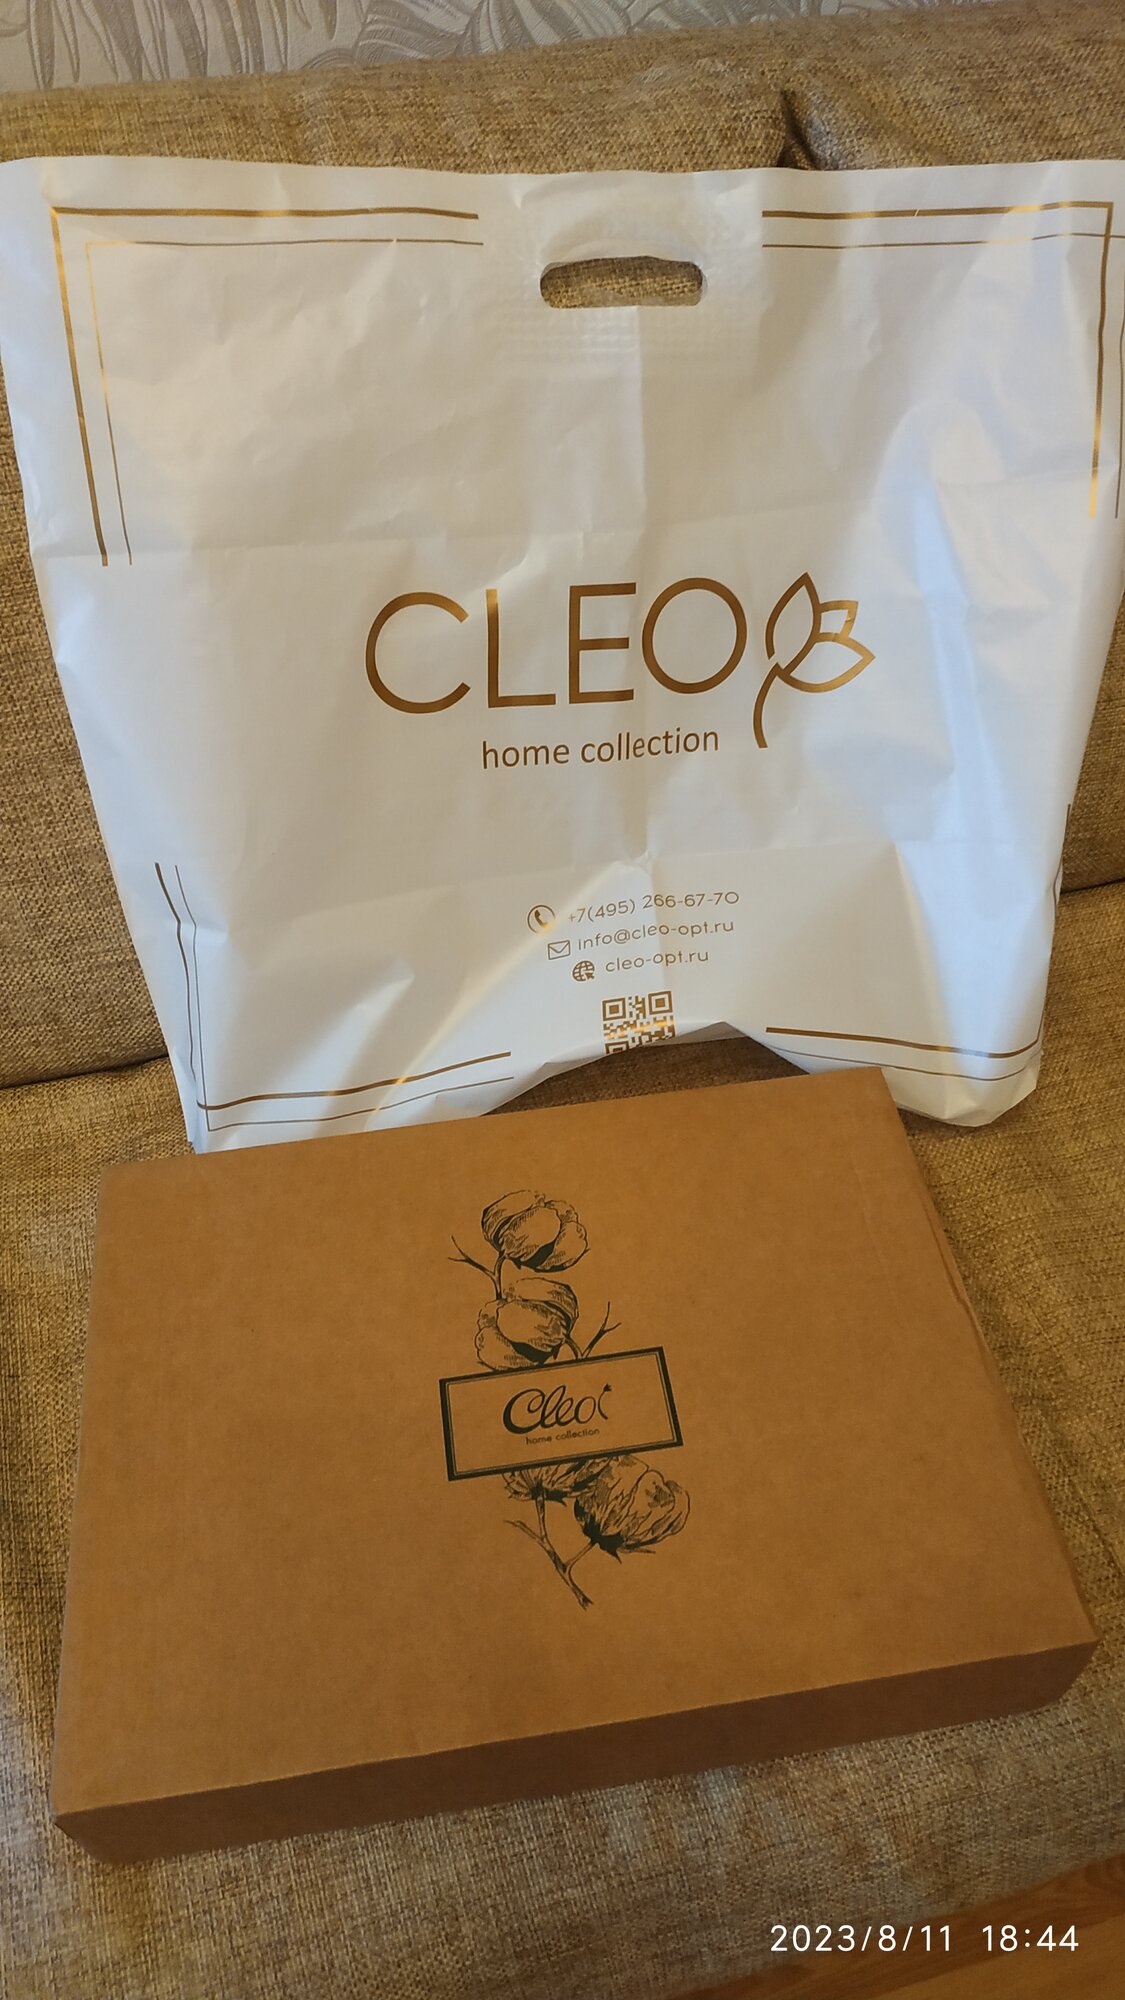 CLEO
home collection
+7(495) 266-67-70
info@cleo-opt.ru
cleo-opt.ru
Cleo
home collection
2023/8/11 18:44